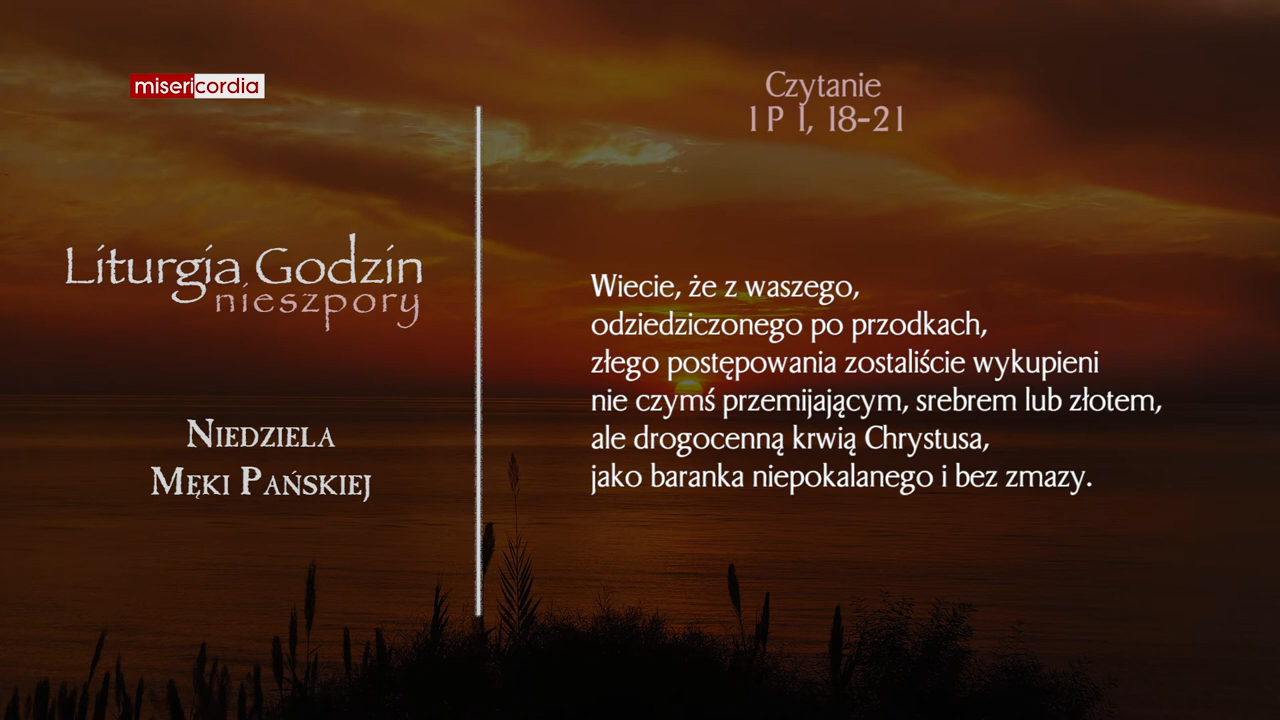 misericordia
Liturgia Godzin
nieszpory
Niedziela
Męki Pańskiej
Czytanie
1 P 1, 18-21
Wiecie, że z waszego,
odziedziczonego po przodkach,
złego postępowania zostaliście wykupieni
nie czymś przemijającym, srebrem lub złotem,
ale drogocenną krwią Chrystusa,
jako baranka niepokalanego i bez zmazy.